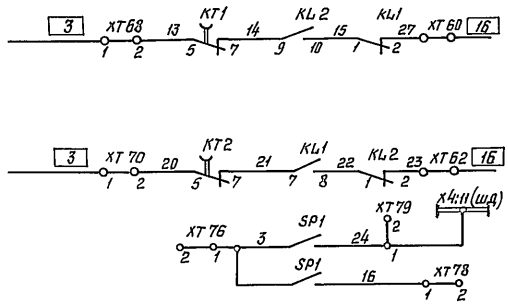 3 XT68 13 KT1 14 KL2 15 KL1 27 XT60 16
1 2 5 7 9 10 1 2
3 XT70 20 KT2 21 KL1 22 KL2 23 XT62 16
1 2 5 7 7 8 1 2
X4:11(шд)
XT76 3 SP1 24 XT79
2 1 2 1
SP1 16 XT78
1 2